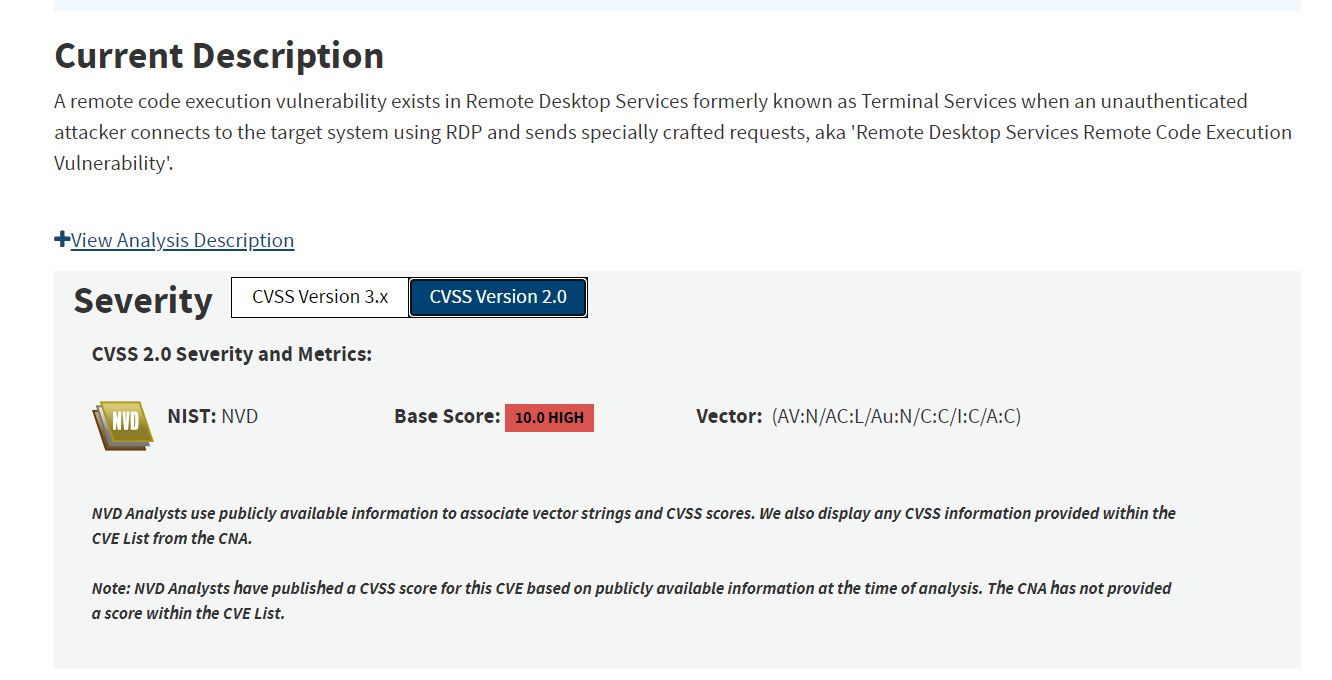 Current Description
A remote code execution vulnerability exists in Remote Desktop Services formerly known as Terminal Services when an unauthenticated
attacker connects to the target system using RDP and sends specially crafted requests, aka 'Remote Desktop Services Remote Code Execution
Vulnerability'.
View Analysis Description
Severity CVSS Version 3.x CVSS Version 2.0
CVSS 2.0 Severity and Metrics:
NVD NIST: NVD Base Score: 10.0 HIGH Vector: (AV:N/AC:L/Au:N/C:C/I:C/A:C)
NVD Analysts use publicly available information to associate vector strings and CVSS scores. We also display any CVSS information provided within the
CVE List from the CNA.
Note: NVD Analysts have published a CVSS score for this CVE based on publicly available information at the time of analysis. The CNA has not provided
a score within the CVE List.